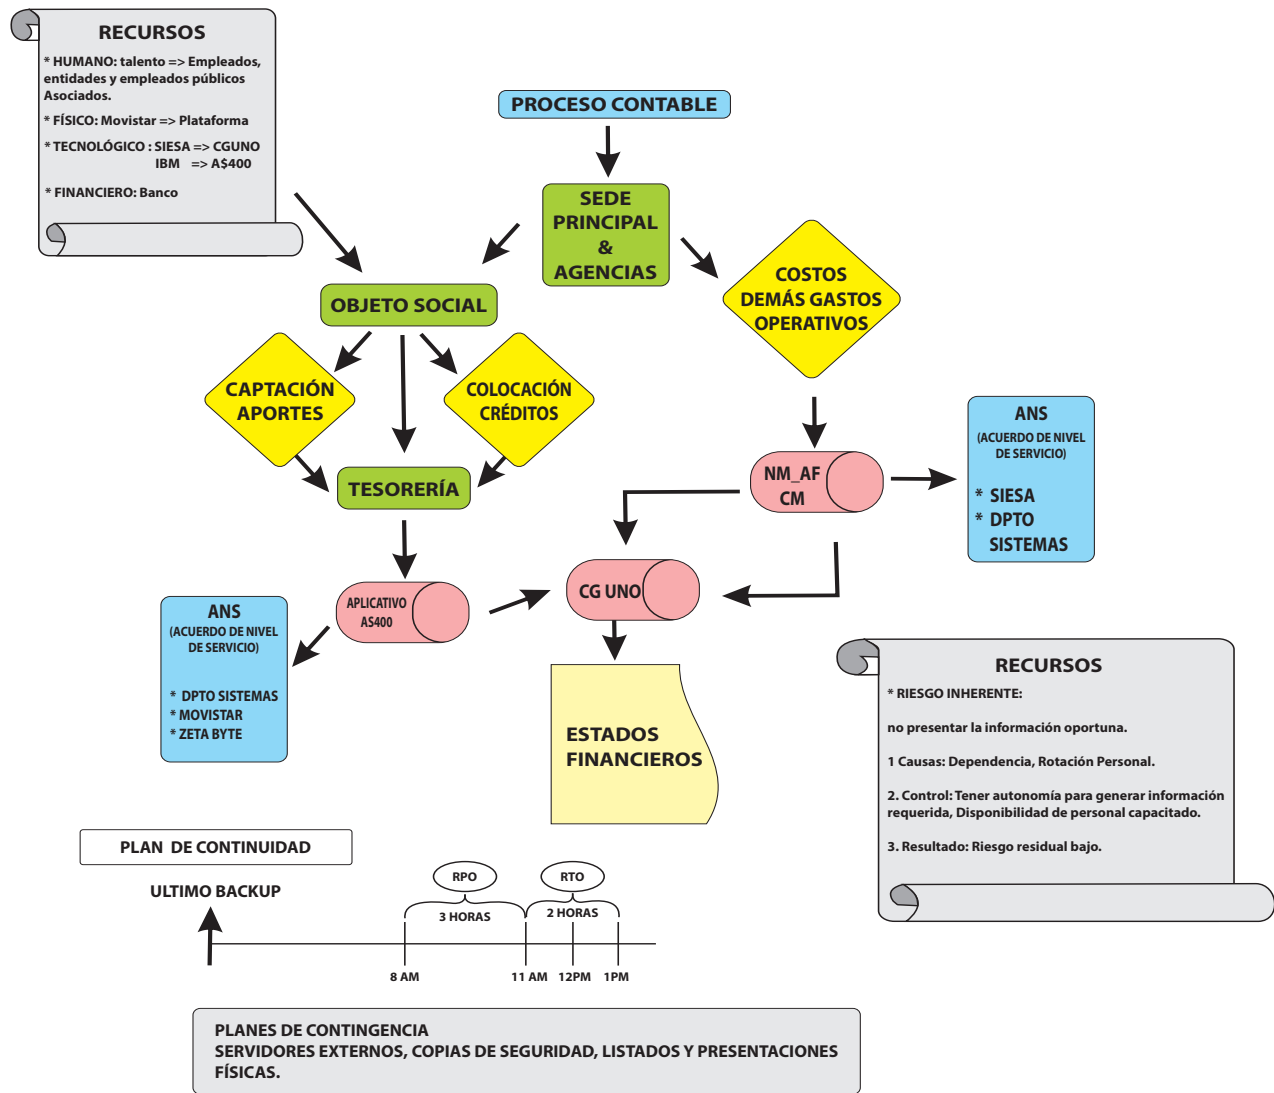 RECURSOS
* HUMANO: talento => Empleados,
entidades y empleados públicos
Asociados.
* FÍSICO: Movistar => Plataforma
* TECNOLÓGICO : SIESA => CGUNO
IBM => A$400
* FINANCIERO: Banco
PROCESO CONTABLE
SEDE
PRINCIPAL
&
AGENCIAS
OBJETO SOCIAL
COSTOS
DEMÁS GASTOS
OPERATIVOS
CAPTACIÓN
APORTES
COLOCACIÓN
CRÉDITOS
TESORERÍA
NM_AF
CM
ANS
(ACUERDO DE NIVEL
DE SERVICIO)
* SIESA
* DPTO
SISTEMAS
APLICATIVO
AS400
CG UNO
ANS
(ACUERDO DE NIVEL
DE SERVICIO)
* DPTO SISTEMAS
* MOVISTAR
* ZETA BYTE
ESTADOS
FINANCIEROS
RECURSOS
* RIESGO INHERENTE:
no presentar la información oportuna.
1 Causas: Dependencia, Rotación Personal.
2. Control: Tener autonomía para generar información
requerida, Disponibilidad de personal capacitado.
3. Resultado: Riesgo residual bajo.
PLAN DE CONTINUIDAD
ULTIMO BACKUP
RPO
RTO
3 HORAS
2 HORAS
8 AM
11 AM
12PM
1PM
PLANES DE CONTINGENCIA
SERVIDORES EXTERNOS, COPIAS DE SEGURIDAD, LISTADOS Y PRESENTACIONES
FÍSICAS.